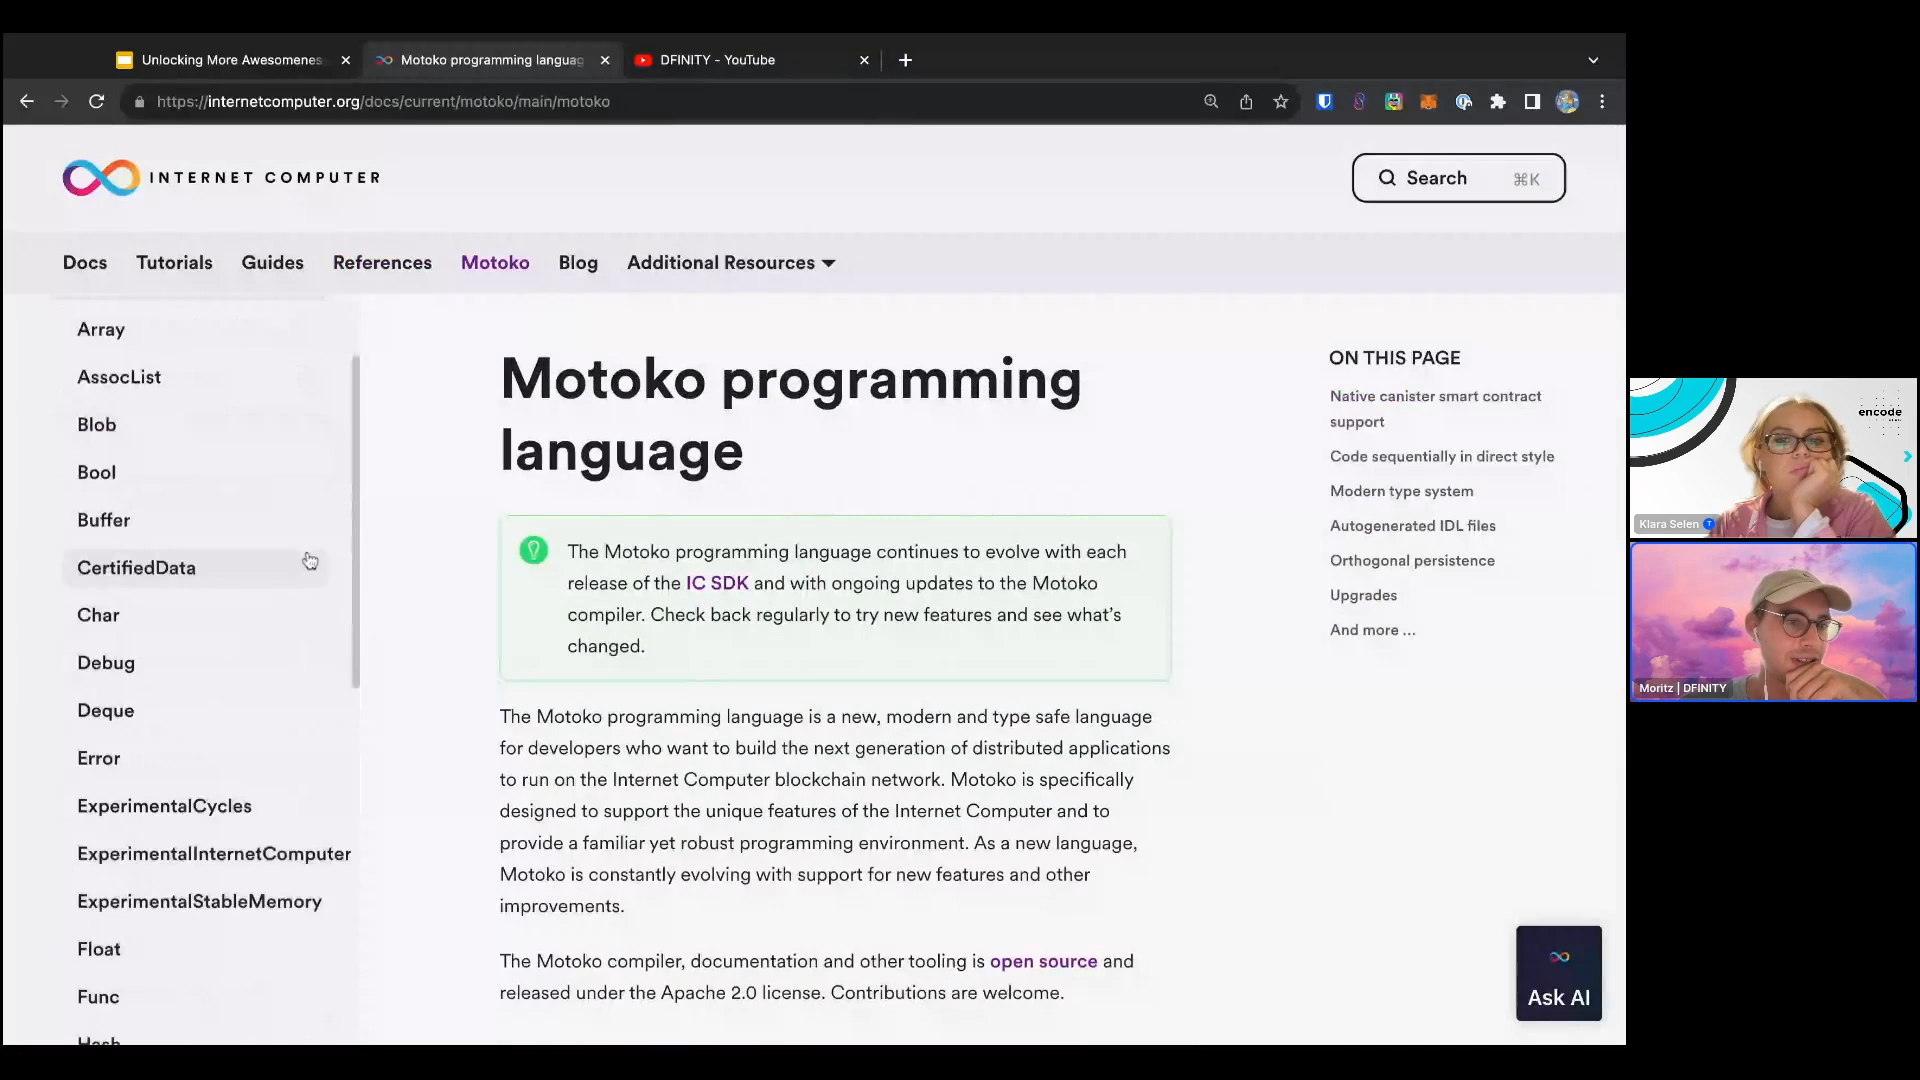 Unlocking More Awesomenes
Motoko programming languag
DFINITY - YouTube
https://internetcomputer.org/docs/current/motoko/main/motoko
INTERNET COMPUTER
Search ⌘K
Docs Tutorials Guides References Motoko Blog Additional Resources
Array
AssocList
Blob
Bool
Buffer
CertifiedData
Char
Debug
Deque
Error
ExperimentalCycles
ExperimentalInternetComputer
ExperimentalStableMemory
Float
Func
Hash
Motoko programming
language
The Motoko programming language continues to evolve with each
release of the IC SDK and with ongoing updates to the Motoko
compiler. Check back regularly to try new features and see what's
changed.
The Motoko programming language is a new, modern and type safe language
for developers who want to build the next generation of distributed applications
to run on the Internet Computer blockchain network. Motoko is specifically
designed to support the unique features of the Internet Computer and to
provide a familiar yet robust programming environment. As a new language,
Motoko is constantly evolving with support for new features and other
improvements.
The Motoko compiler, documentation and other tooling is open source and
released under the Apache 2.0 license. Contributions are welcome.
ON THIS PAGE
Native canister smart contract
support
Code sequentially in direct style
Modern type system
Autogenerated IDL files
Orthogonal persistence
Upgrades
And more ...
Ask AI
encode
Klara Selen
Moritz | DFINITY